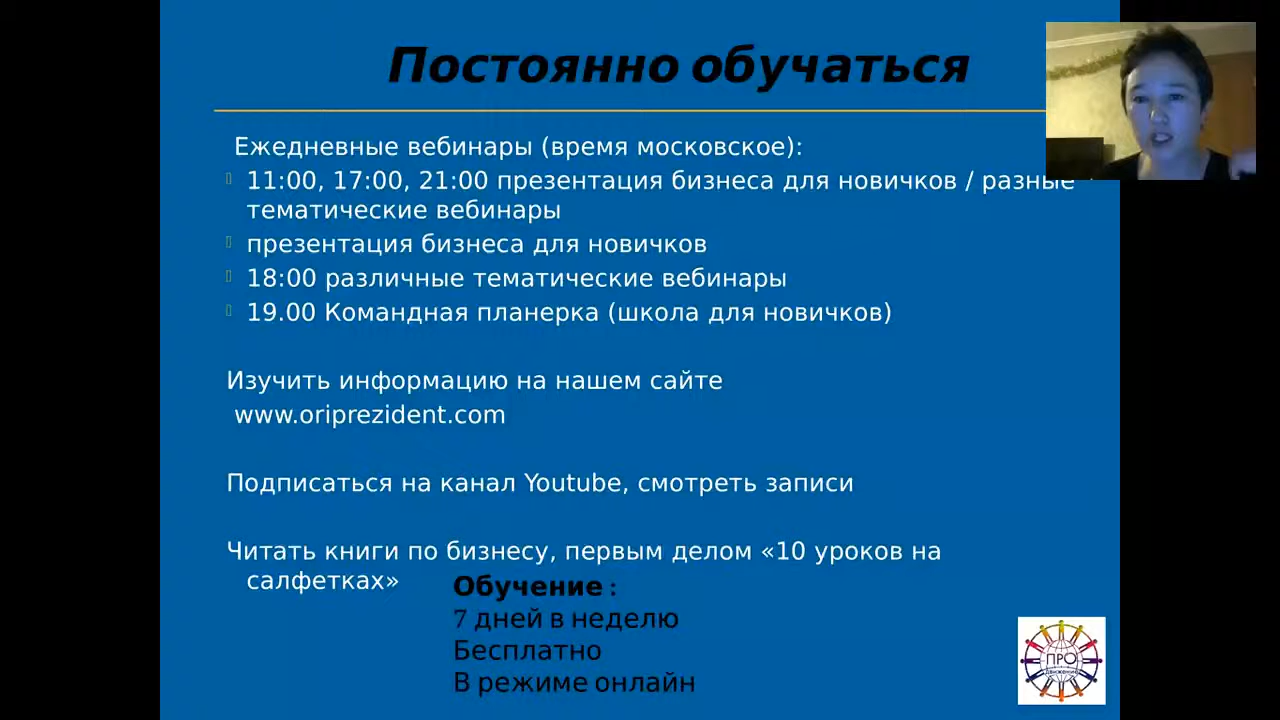 Постоянно обучаться
Ежедневные вебинары (время московское):
11:00, 17:00, 21:00 презентация бизнеса для новичков / разные
тематические вебинары
презентация бизнеса для новичков
18:00 различные тематические вебинары
19.00 Командная планерка (школа для новичков)
Изучить информацию на нашем сайте
www.oriprezident.com
Подписаться на канал Youtube, смотреть записи
Читать книги по бизнесу, первым делом «10 уроков на
салфетках»
Обучение :
7 дней в неделю
Бесплатно
В режиме онлайн
ПРО
движение